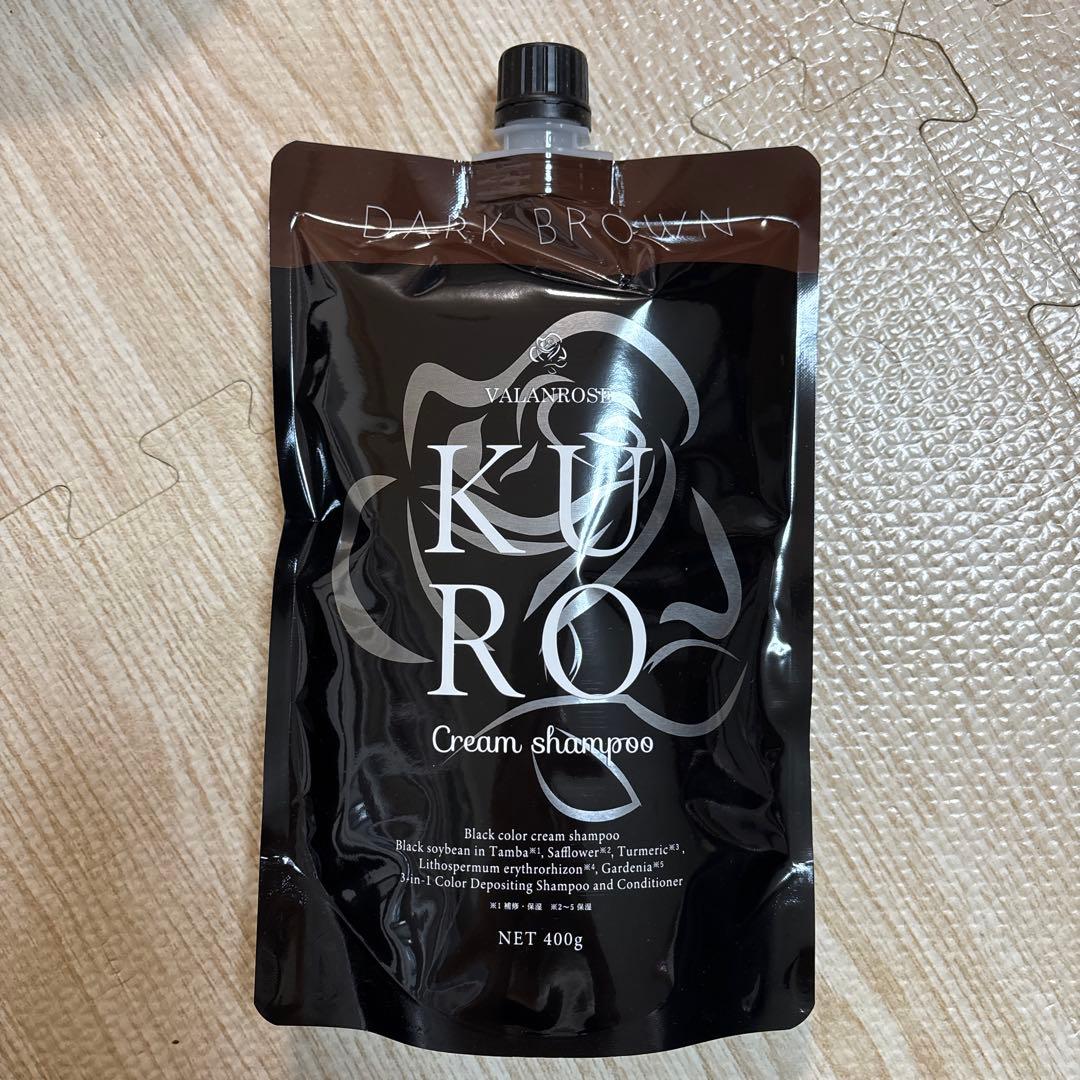 DARK BROWN
VALANROSE
KU
RO
Cream shampoo
Black color cream shampoo
Black soybean in Tamba※1, Safflower※2, Turmeric※3,
Lithospermum erythrorhizon※4, Gardenia※5
3-in-1 Color Depositing Shampoo and Conditioner
※1 補修・保湿 ※2～5 保湿
NET 400g